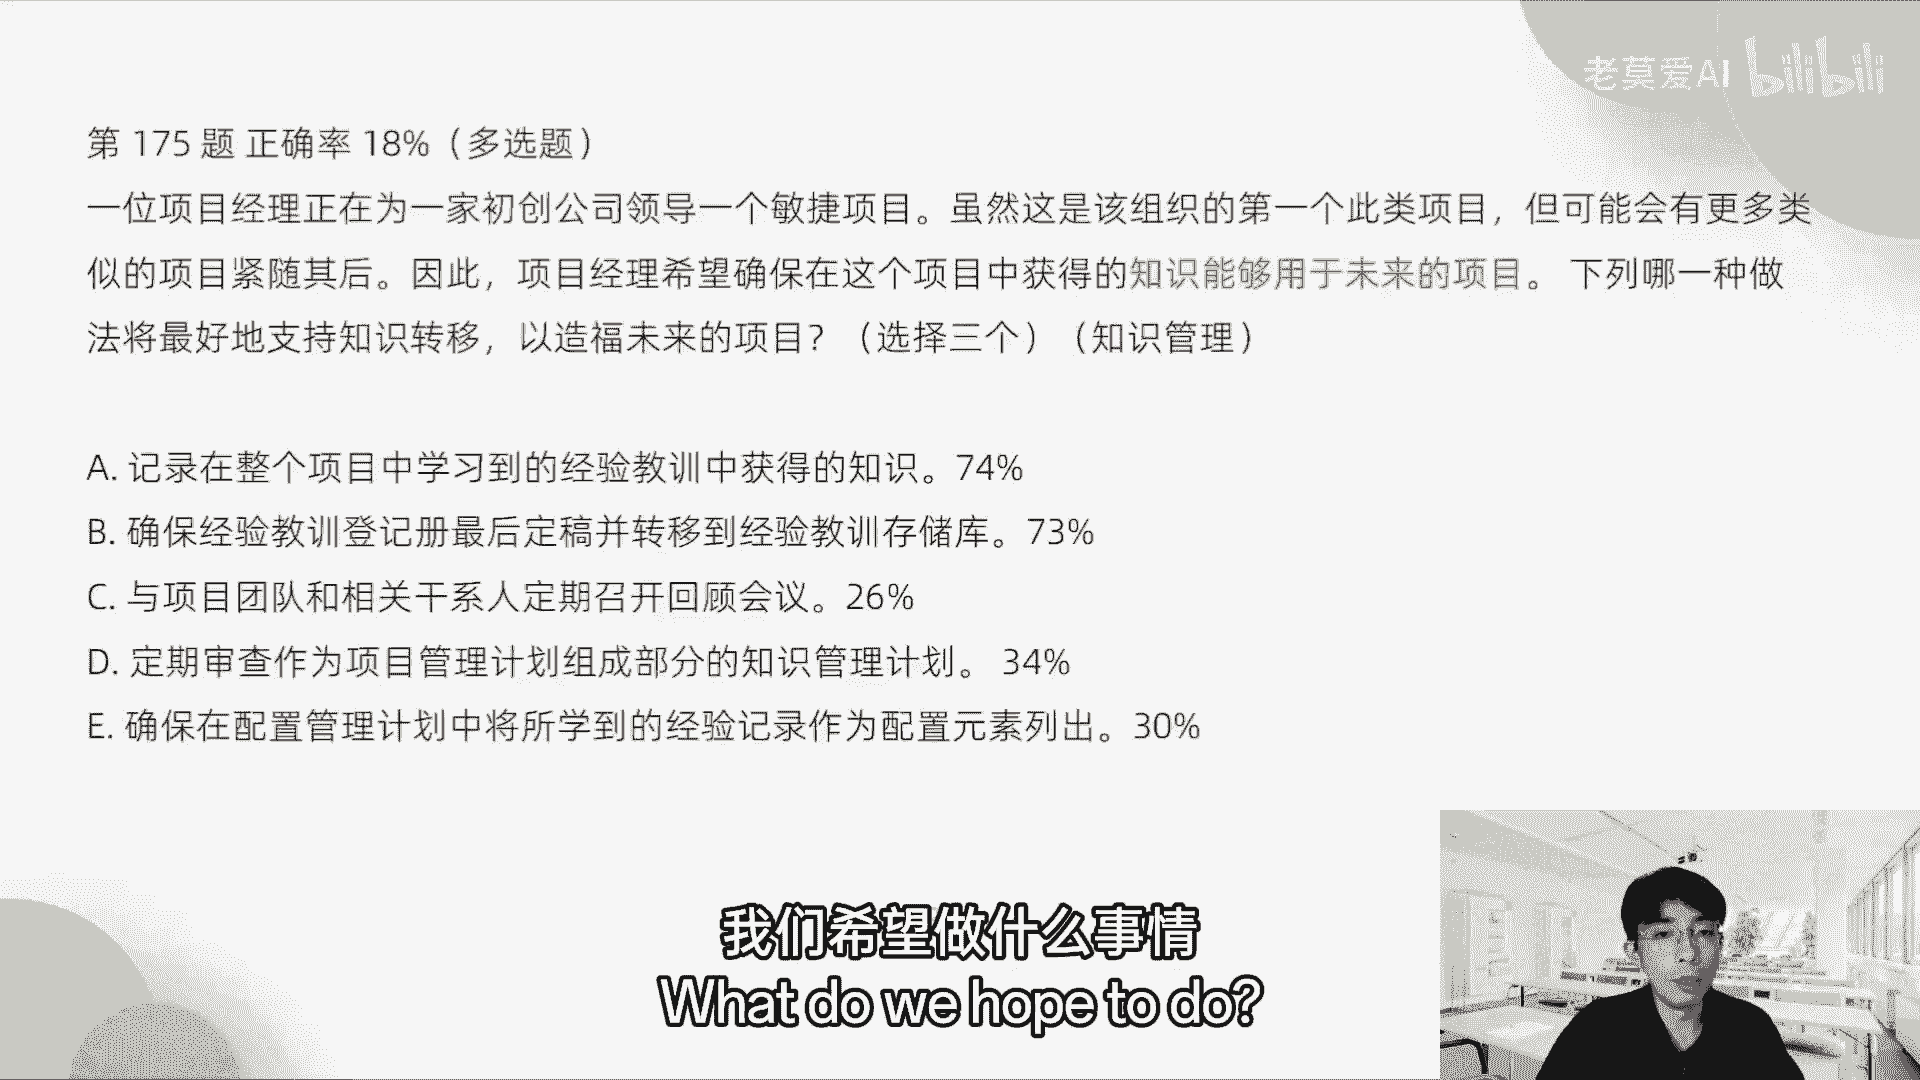 老莫爱AI bilibili
第 175 题 正确率 18%（多选题）
一位项目经理正在为一家初创公司领导一个敏捷项目。虽然这是该组织的第一个此类项目，但可能会有更多类
似的项目紧随其后。因此，项目经理希望确保在这个项目中获得的知识能够用于未来的项目。 下列哪一种做
法将最好地支持知识转移，以造福未来的项目？（选择三个）（知识管理）
A. 记录在整个项目中学习到的经验教训中获得的知识。74%
B. 确保经验教训登记册最后定稿并转移到经验教训存储库。73%
C. 与项目团队和相关干系人定期召开回顾会议。26%
D. 定期审查作为项目管理计划组成部分的知识管理计划。 34%
E. 确保在配置管理计划中将所学到的经验记录作为配置元素列出。30%
我们希望做什么事情
What do we hope to do?